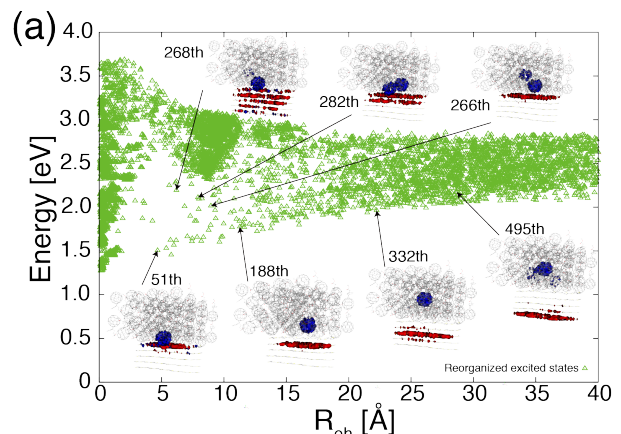 (a)
4.0
3.5
3.0
2.5
2.0
1.5
1.0
0.5
0
Energy [eV]
268th
282th
266th
51th
188th
332th
495th
Reorganized excited states
0 5 10 15 20 25 30 35 40
R_eh [Å]